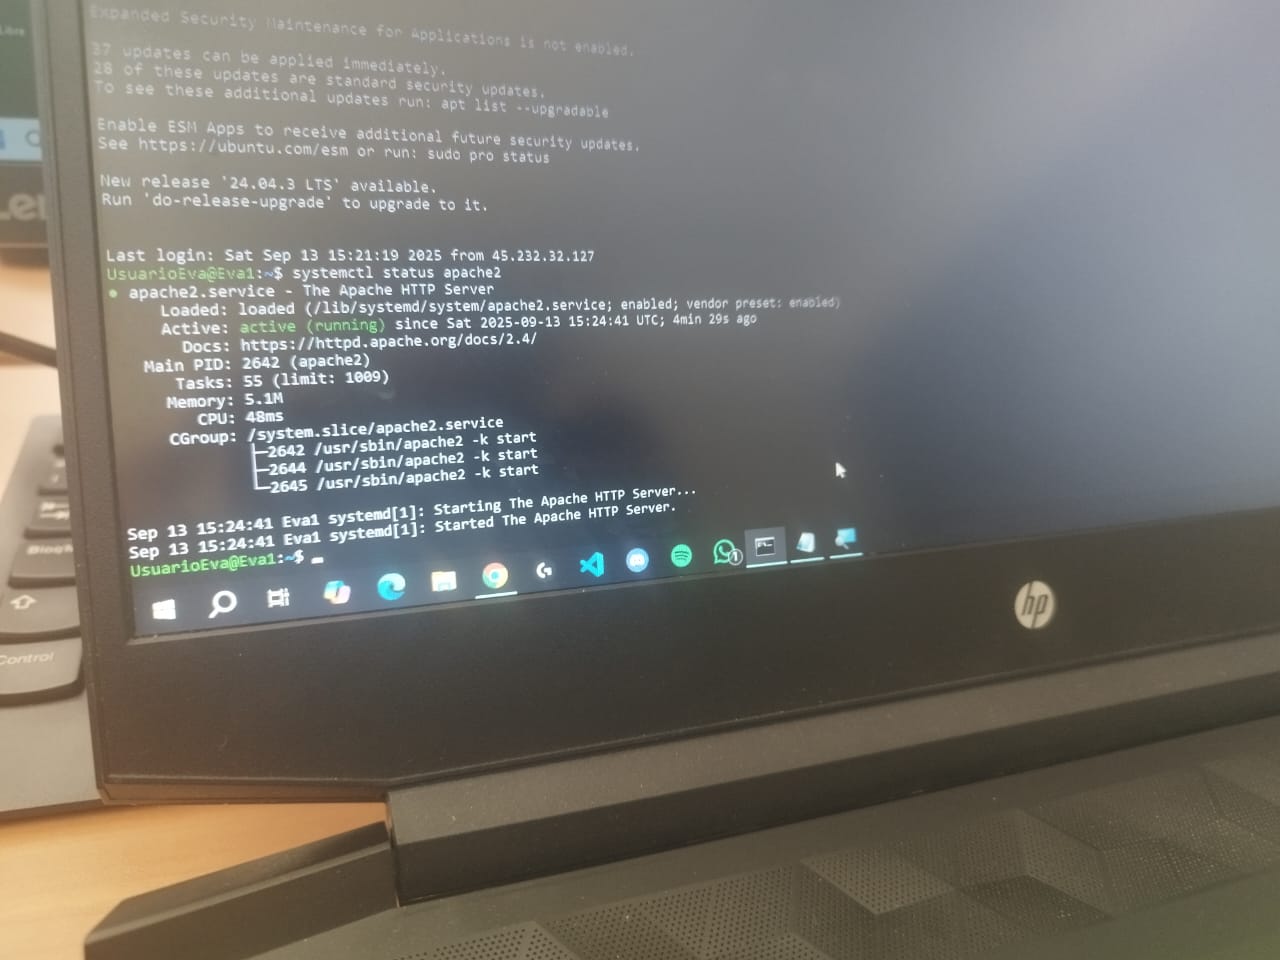 Expanded Security Maintenance for Applications is not enabled.
37 updates can be applied immediately.
28 of these updates are standard security updates.
To see these additional updates run: apt list --upgradable
Enable ESM Apps to receive additional future security updates.
See https://ubuntu.com/esm or run: sudo pro status
New release '24.04.3 LTS' available.
Run 'do-release-upgrade' to upgrade to it.
Last login: Sat Sep 13 15:21:19 2025 from 45.232.32.127
UsuarioEva@Eva1:~$ systemctl status apache2
● apache2.service - The Apache HTTP Server
Loaded: loaded (/lib/systemd/system/apache2.service; enabled; vendor preset: enabled)
Active: active (running) since Sat 2025-09-13 15:24:41 UTC; 4min 29s ago
Docs: https://httpd.apache.org/docs/2.4/
Main PID: 2642 (apache2)
Tasks: 55 (limit: 1009)
Memory: 5.1M
CPU: 48ms
CGroup: /system.slice/apache2.service
├─2642 /usr/sbin/apache2 -k start
├─2644 /usr/sbin/apache2 -k start
└─2645 /usr/sbin/apache2 -k start
Sep 13 15:24:41 Eva1 systemd[1]: Starting The Apache HTTP Server...
Sep 13 15:24:41 Eva1 systemd[1]: Started The Apache HTTP Server.
UsuarioEva@Eva1:~$
1
hp
Libre
Len
Bloq
Control